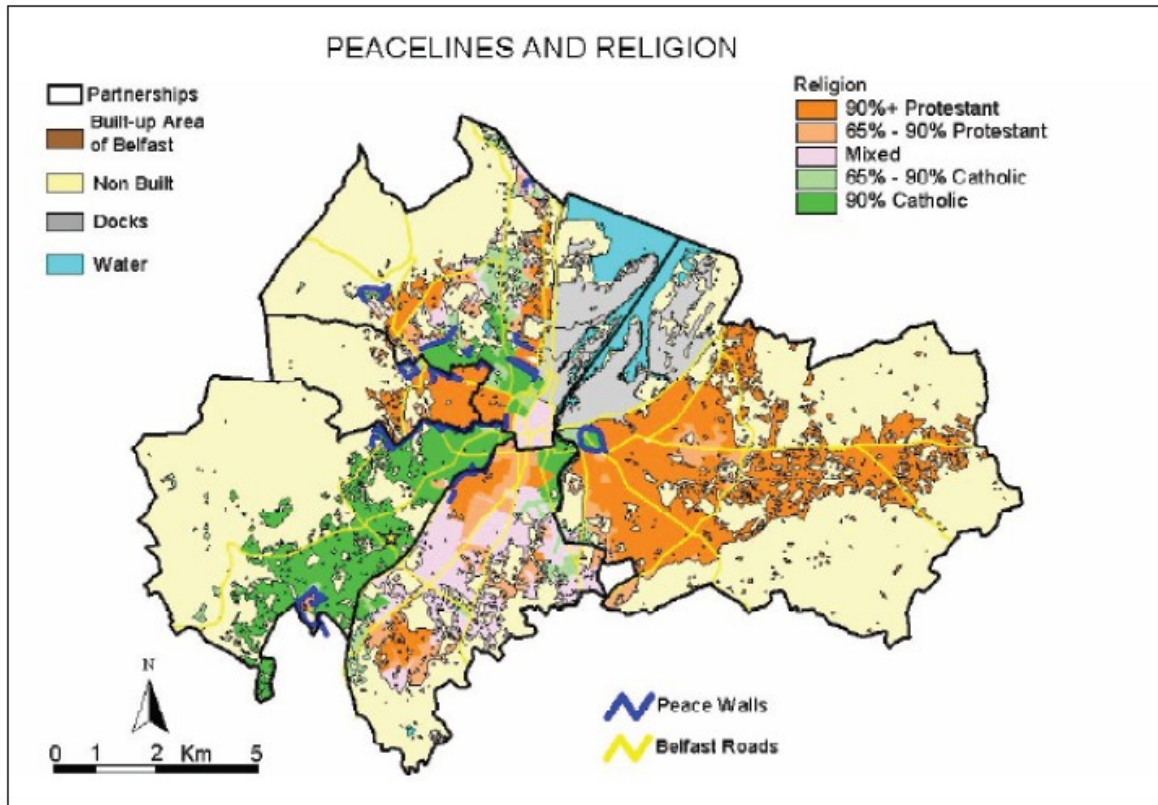 PEACELINES AND RELIGION
Partnerships
Built-up Area
of Belfast
Non Built
Docks
Water
Religion
90%+ Protestant
65% - 90% Protestant
Mixed
65% - 90% Catholic
90% Catholic
N
0 1 2 Km 5
Peace Walls
Belfast Roads